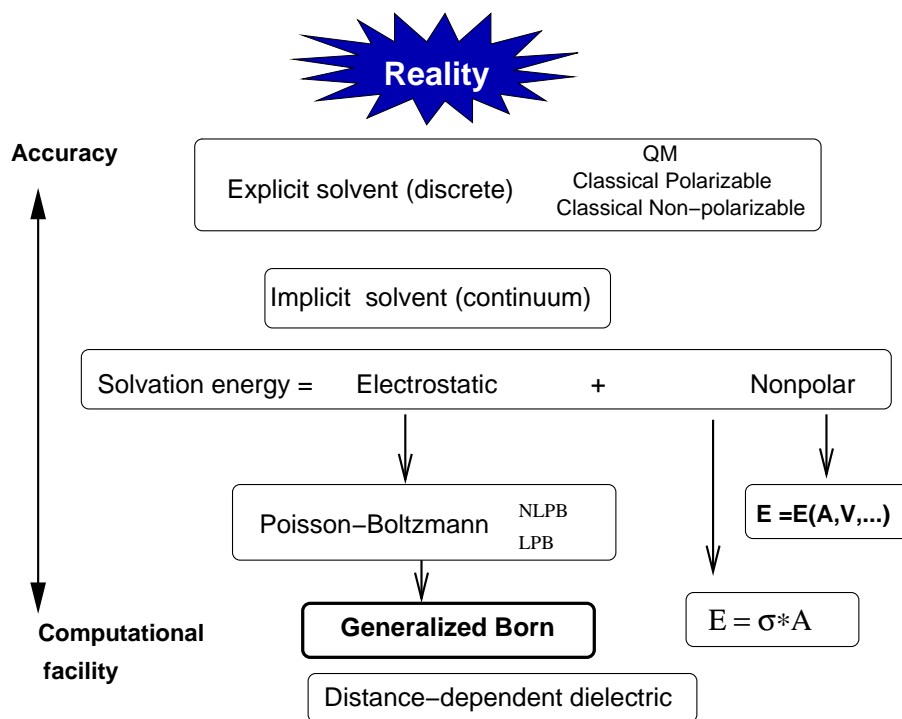 Reality
Accuracy
QM
Explicit solvent (discrete)
Classical Polarizable
Classical Non−polarizable
Implicit solvent (continuum)
Solvation energy = Electrostatic + Nonpolar
Poisson−Boltzmann
NLPB
LPB
E =E(A,V,...)
Generalized Born
E = σ*A
Computational
facility
Distance−dependent dielectric